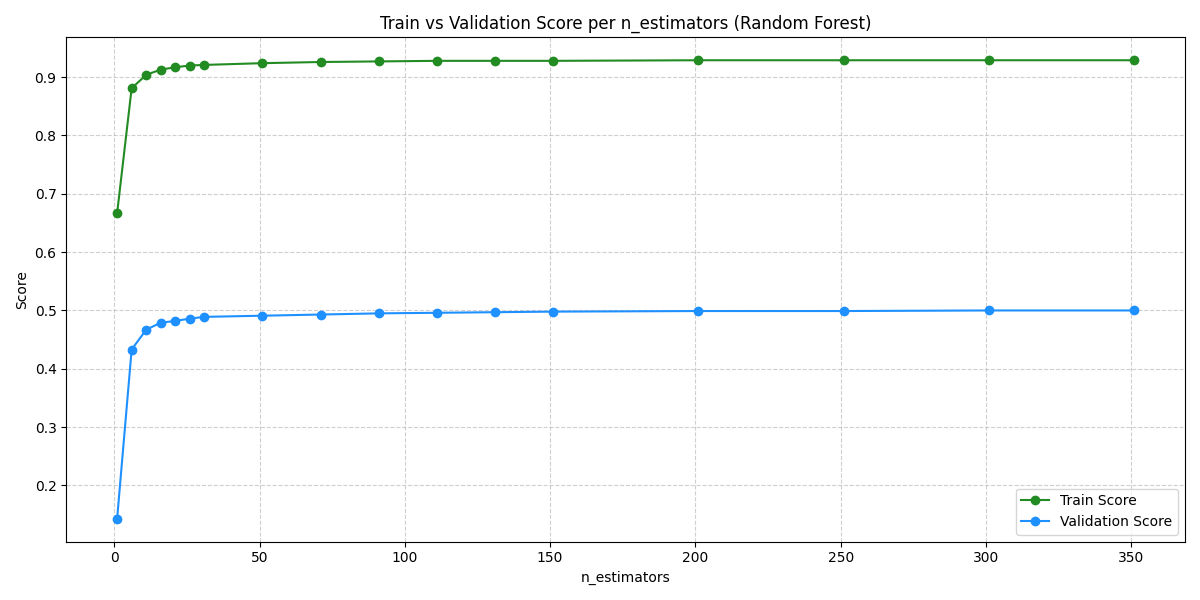 Train vs Validation Score per n_estimators (Random Forest)
Score
0.9
0.8
0.7
0.6
0.5
0.4
0.3
0.2
Train Score
Validation Score
0 50 100 150 200 250 300 350
n_estimators